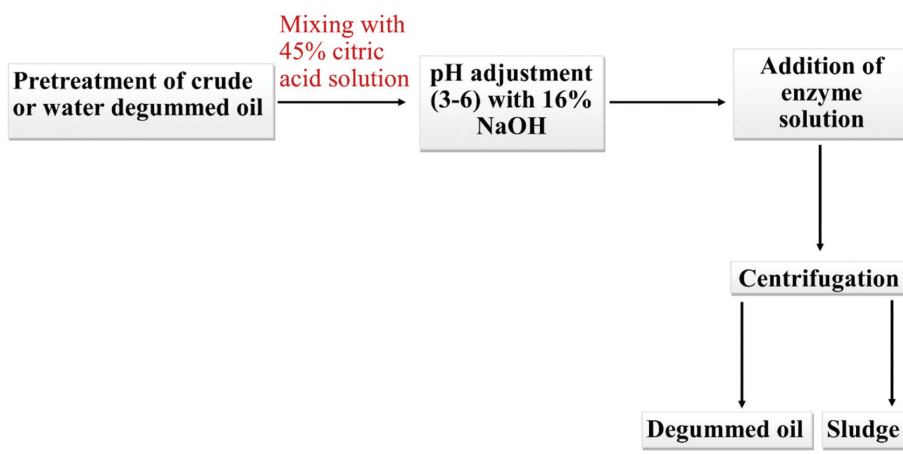 Pretreatment of crude
or water degummed oil
Mixing with
45% citric
acid solution
pH adjustment
(3-6) with 16%
NaOH
Addition of
enzyme
solution
Centrifugation
Degummed oil
Sludge